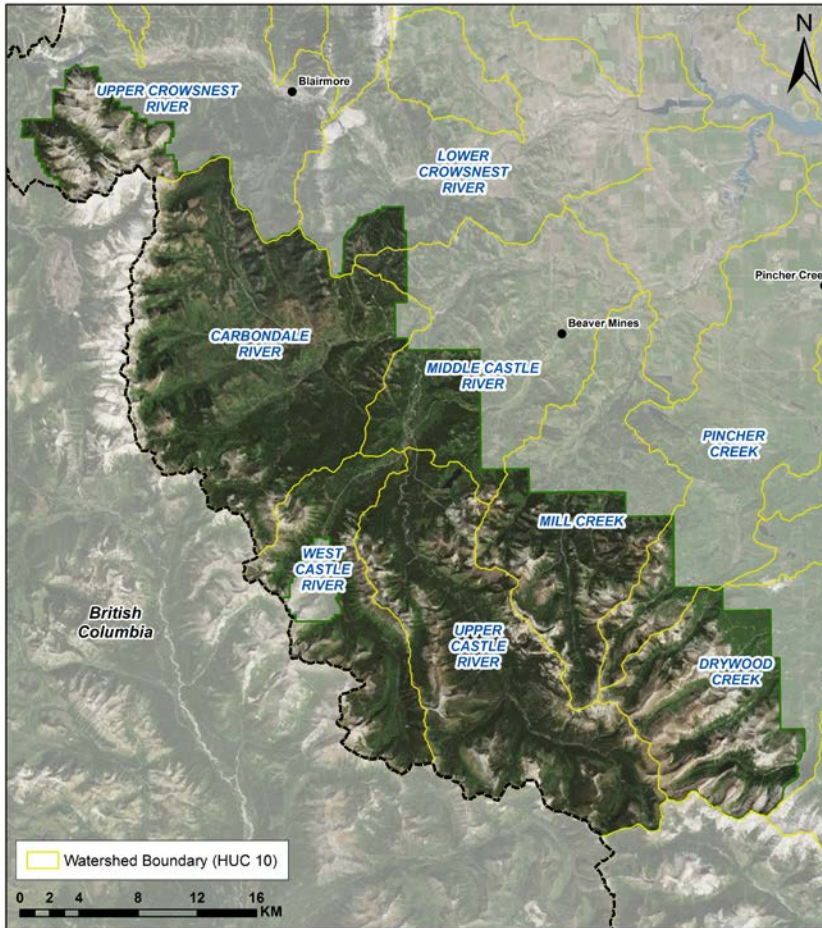 N
Blairmore
UPPER CROWSNEST
RIVER
LOWER
CROWSNEST
RIVER
Pincher Cree
Beaver Mines
CARBONDALE
RIVER
MIDDLE CASTLE
RIVER
PINCHER
CREEK
MILL CREEK
WEST
CASTLE
RIVER
British
Columbia
UPPER
CASTLE
RIVER
DRYWOOD
CREEK
Watershed Boundary (HUC 10)
0 2 4 8 12 16
KM